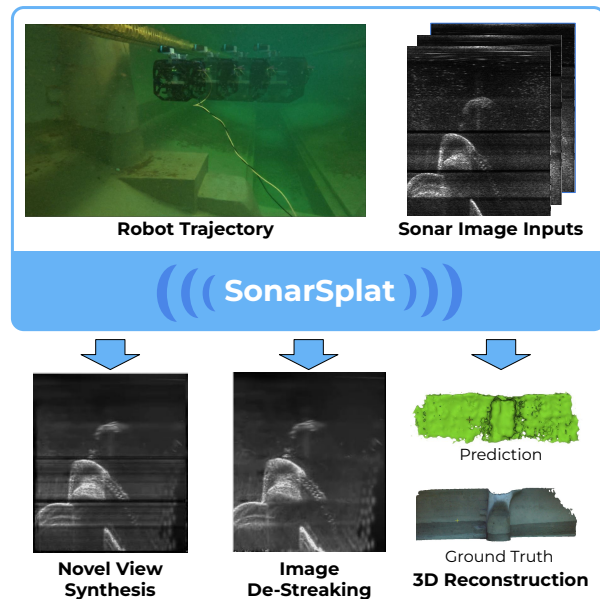 Robot Trajectory
Sonar Image Inputs
SonarSplat
Prediction
Ground Truth
Novel View
Synthesis
Image
De-Streaking
3D Reconstruction